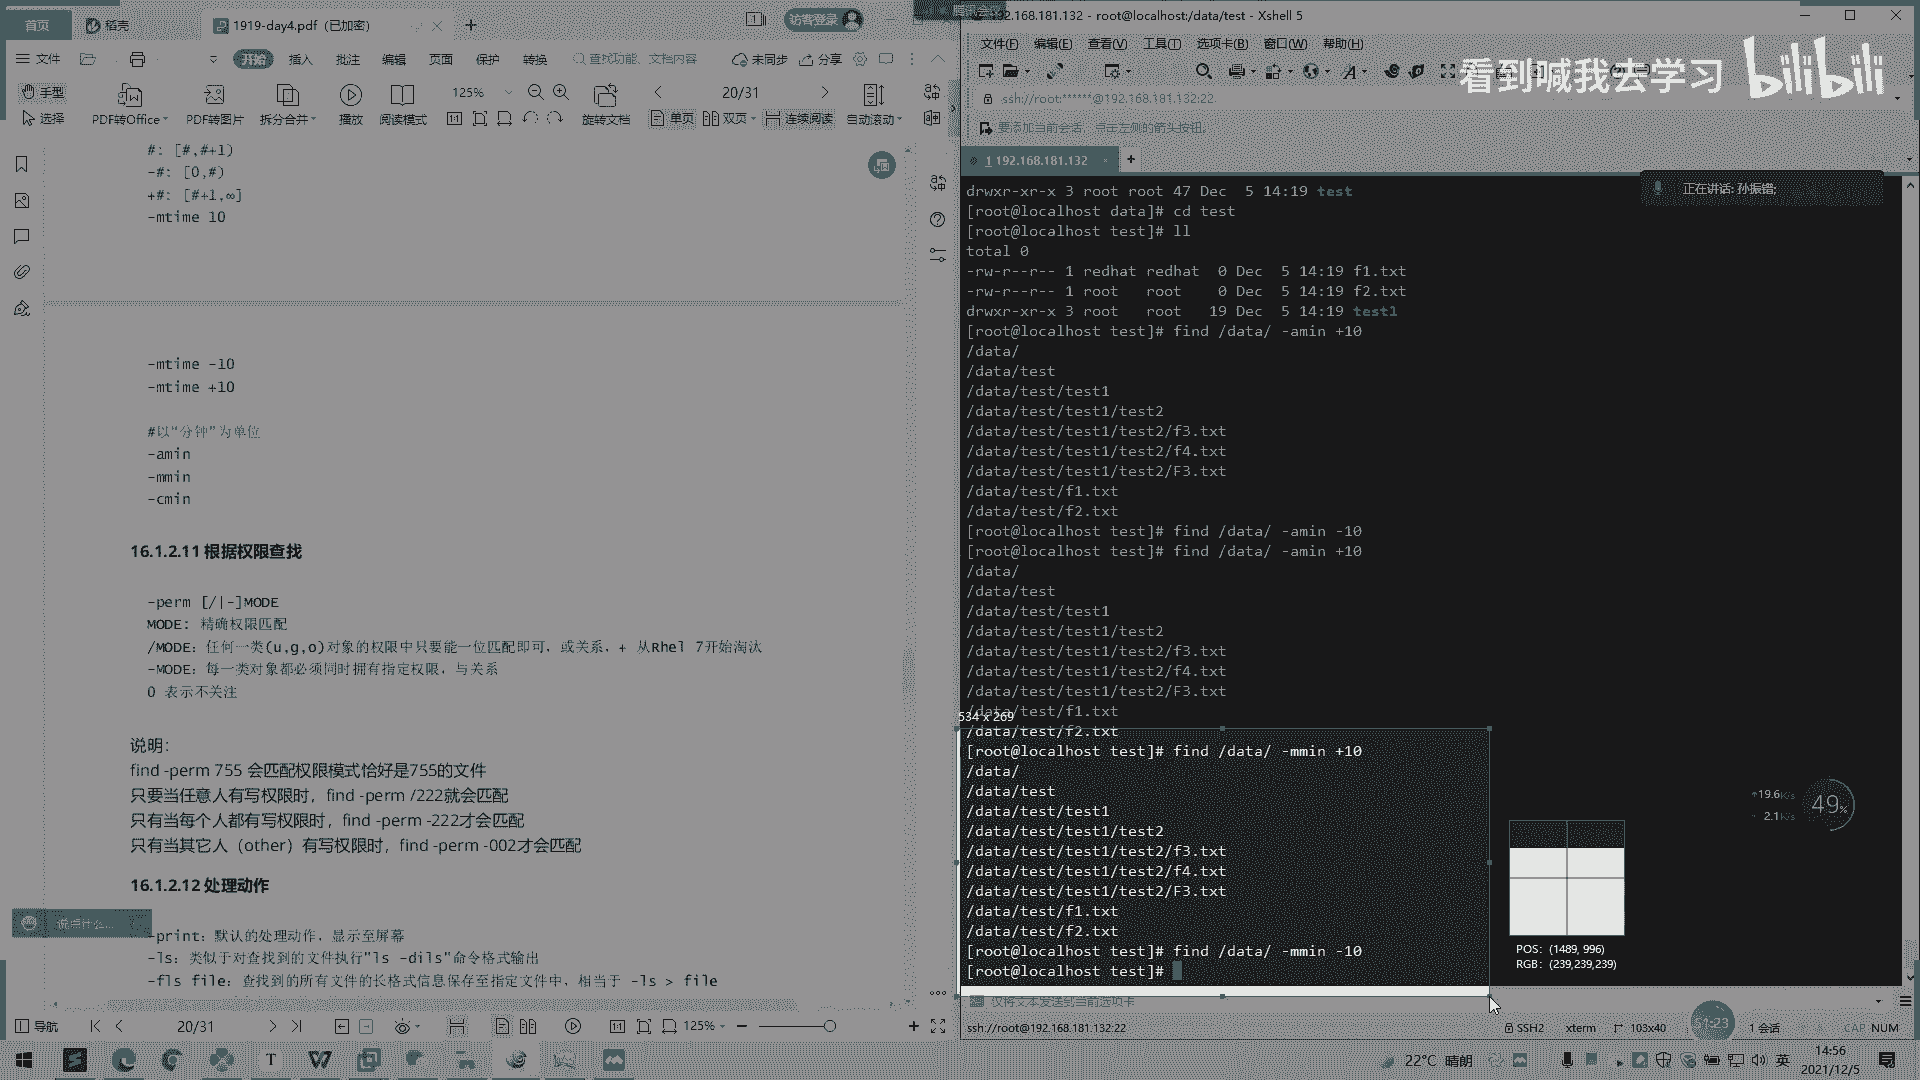 首页
稻壳
1919-day4.pdf (已加密)
访客登录
文件
开始
插入
批注
编辑
页面
保护
转换
查找功能、文档内容
未同步
分享
手型
选择
PDF转Office
PDF转图片
拆分合并
播放
阅读模式
125%
20/31
旋转文档
单页
双页
连续阅读
自动滚动
#: [#,#+1)
-#: [0,#)
+#: [#+1,∞]
-mtime 10
-mtime -10
-mtime +10
#以“分钟”为单位
-amin
-mmin
-cmin
16.1.2.11 根据权限查找
-perm [/|-]MODE
MODE: 精确权限匹配
/MODE: 任何一类(u,g,o)对象的权限中只要能一位匹配即可, 或关系, + 从Rhel 7开始淘汰
-MODE: 每一类对象都必须同时拥有指定权限, 与关系
0 表示不关注
说明:
find -perm 755 会匹配权限模式恰好是755的文件
只要当任意人有写权限时, find -perm /222就会匹配
只有当每个人都有写权限时, find -perm -222才会匹配
只有当其它人 (other) 有写权限时, find -perm -002才会匹配
16.1.2.12 处理动作
说点什么...
-print: 默认的处理动作, 显示至屏幕
-ls: 类似于对查找到的文件执行"ls -dils"命令格式输出
-fls file: 查找到的所有文件的长格式信息保存至指定文件中, 相当于 -ls > file
导航
20/31
125%
192.168.181.132 - root@localhost:/data/test - Xshell 5
文件(F)
编辑(E)
查看(V)
工具(T)
选项卡(B)
窗口(W)
帮助(H)
看到喊我去学习
bilibili
ssh://root:******@192.168.181.132:22
要添加当前会话, 点击左侧的箭头按钮。
1 192.168.181.132
正在讲话: 孙振锴;
drwxr-xr-x 3 root root 47 Dec  5 14:19 test
[root@localhost data]# cd test
[root@localhost test]# ll
total 0
-rw-r--r-- 1 redhat redhat  0 Dec  5 14:19 f1.txt
-rw-r--r-- 1 root   root    0 Dec  5 14:19 f2.txt
drwxr-xr-x 3 root   root   19 Dec  5 14:19 test1
[root@localhost test]# find /data/ -amin +10
/data/
/data/test
/data/test/test1
/data/test/test1/test2
/data/test/test1/test2/f3.txt
/data/test/test1/test2/f4.txt
/data/test/test1/test2/F3.txt
/data/test/f1.txt
/data/test/f2.txt
[root@localhost test]# find /data/ -amin -10
[root@localhost test]# find /data/ -amin +10
/data/
/data/test
/data/test/test1
/data/test/test1/test2
/data/test/test1/test2/f3.txt
/data/test/test1/test2/f4.txt
/data/test/test1/test2/F3.txt
/data/test/f1.txt
534 x 269
/data/test/f2.txt
[root@localhost test]# find /data/ -mmin +10
/data/
/data/test
/data/test/test1
/data/test/test1/test2
/data/test/test1/test2/f3.txt
/data/test/test1/test2/f4.txt
/data/test/test1/test2/F3.txt
/data/test/f1.txt
/data/test/f2.txt
[root@localhost test]# find /data/ -mmin -10
[root@localhost test]#
19.6K/s
2.1K/s
49%
POS: (1489, 996)
RGB: (239,239,239)
仅将文本发送到当前选项卡
ssh://root@192.168.181.132:22
SSH2
xterm
103x40
51:23
1 会话
CAP
NUM
22°C 晴朗
英
14:56
2021/12/5